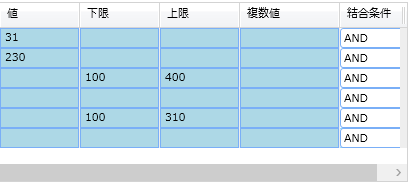 値 下限 上限 複数値 結合条件
31 AND
230 AND
100 400 AND
AND
100 310 AND
AND